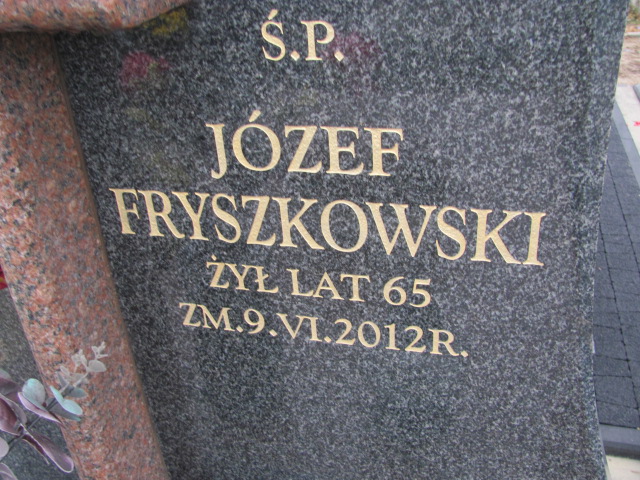 Ś.P.
JÓZEF
FRYSZKOWSKI
ŻYŁ LAT 65
ZM.9.VI.2012R.